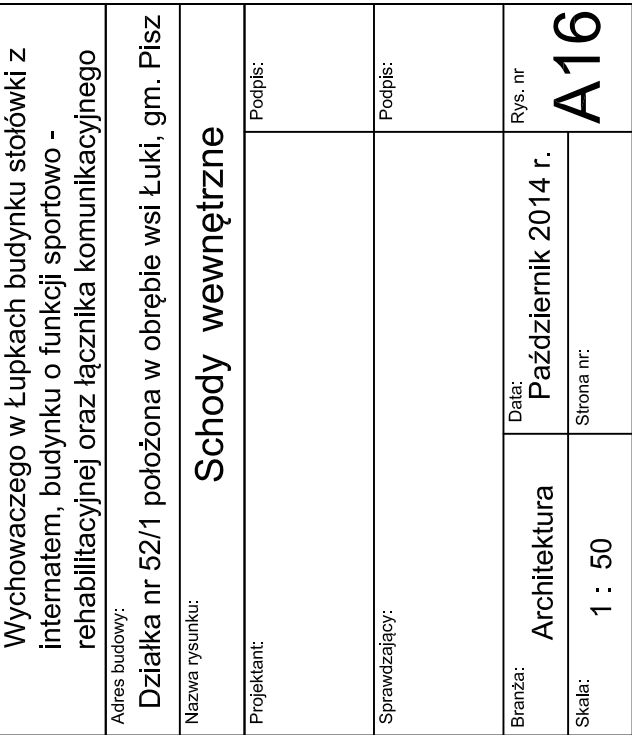 Wychowaczego w Łupkach budynku stołówki z
internatem, budynku o funkcji sportowo -
rehabilitacyjnej oraz łącznika komunikacyjnego
Adres budowy:
Działka nr 52/1 położona w obrębie wsi Łuki, gm. Pisz
Nazwa rysunku:
Schody wewnętrzne
Projektant:
Podpis:
Sprawdzający:
Podpis:
Branża:
Architektura
Data:
Październik 2014 r.
Rys. nr
A16
Skala:
1 : 50
Strona nr: